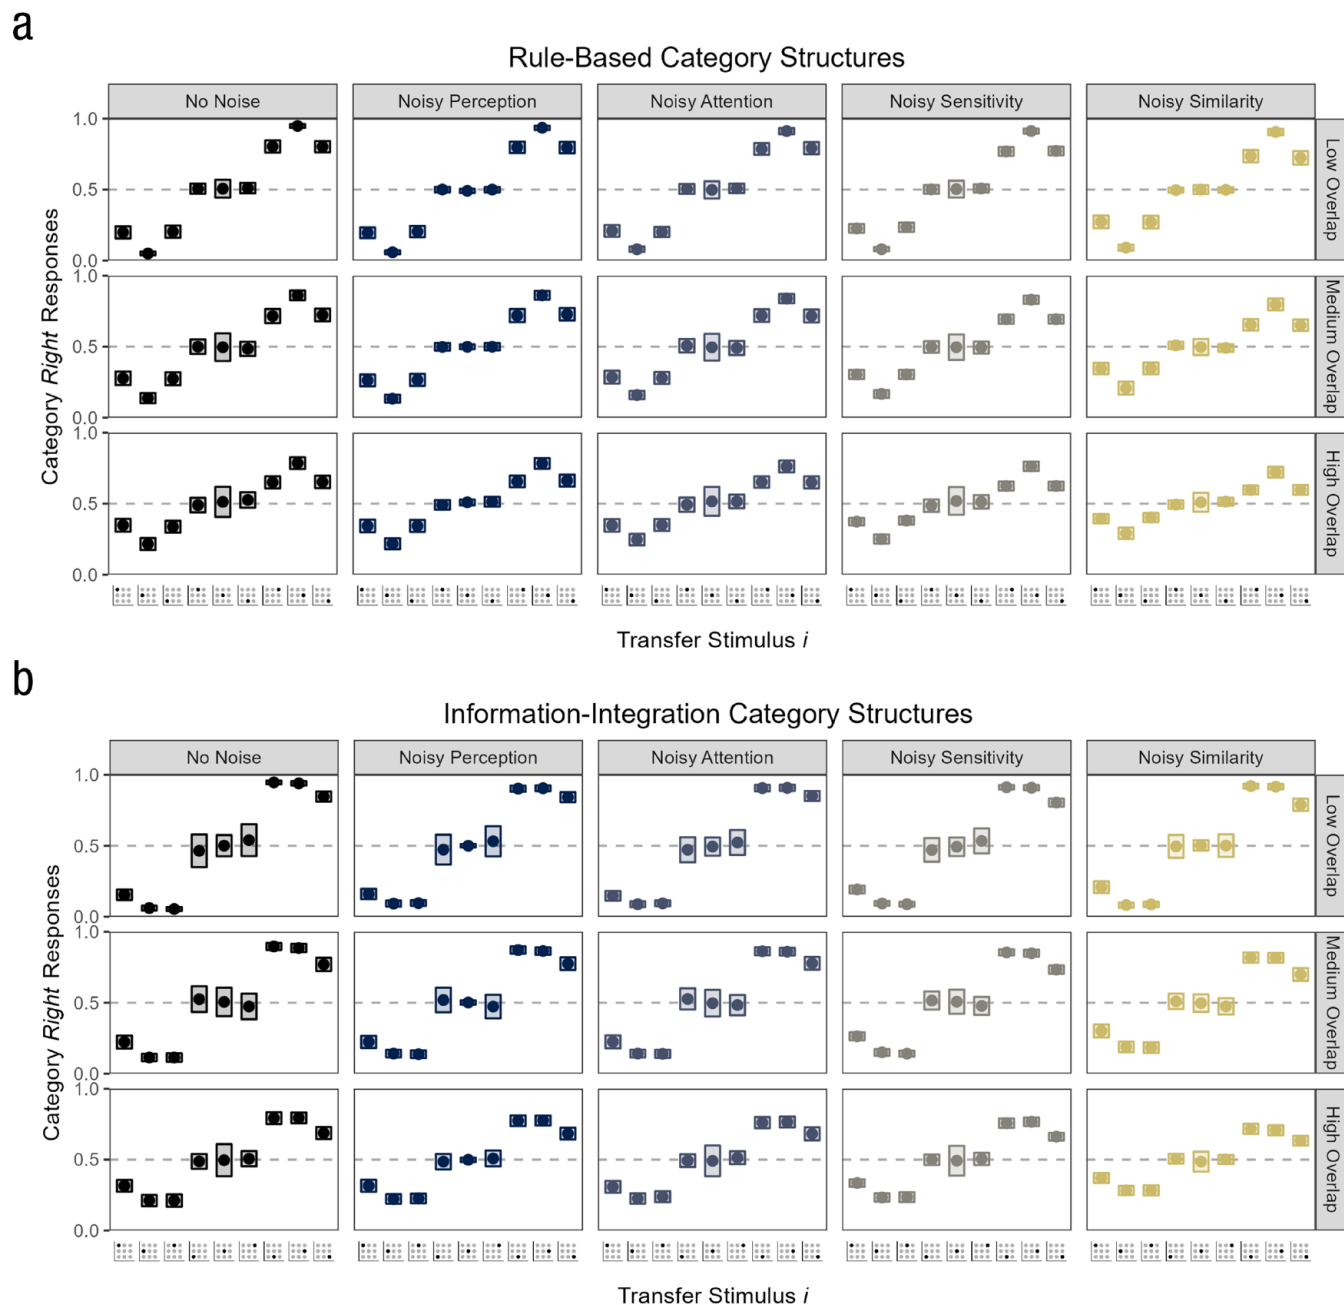 a
Rule-Based Category Structures
No Noise Noisy Perception Noisy Attention Noisy Sensitivity Noisy Similarity
Category Right Responses
1.0
0.5
0.0
Low Overlap
1.0
0.5
0.0
Medium Overlap
1.0
0.5
0.0
High Overlap
Transfer Stimulus i
b
Information-Integration Category Structures
No Noise Noisy Perception Noisy Attention Noisy Sensitivity Noisy Similarity
Category Right Responses
1.0
0.5
0.0
Low Overlap
1.0
0.5
0.0
Medium Overlap
1.0
0.5
0.0
High Overlap
Transfer Stimulus i